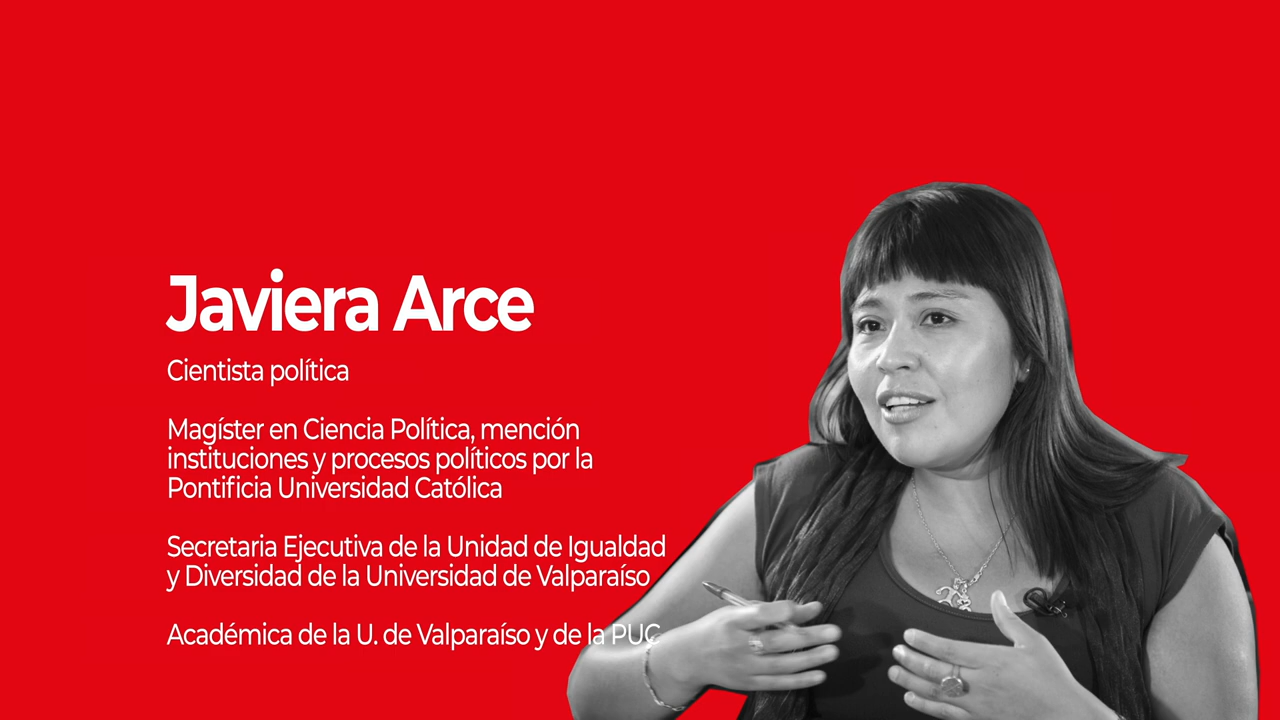 Javiera Arce
Cientista política
Magíster en Ciencia Política, mención
instituciones y procesos políticos por la
Pontificia Universidad Católica
Secretaria Ejecutiva de la Unidad de Igualdad
y Diversidad de la Universidad de Valparaíso
Académica de la U. de Valparaíso y de la PUC